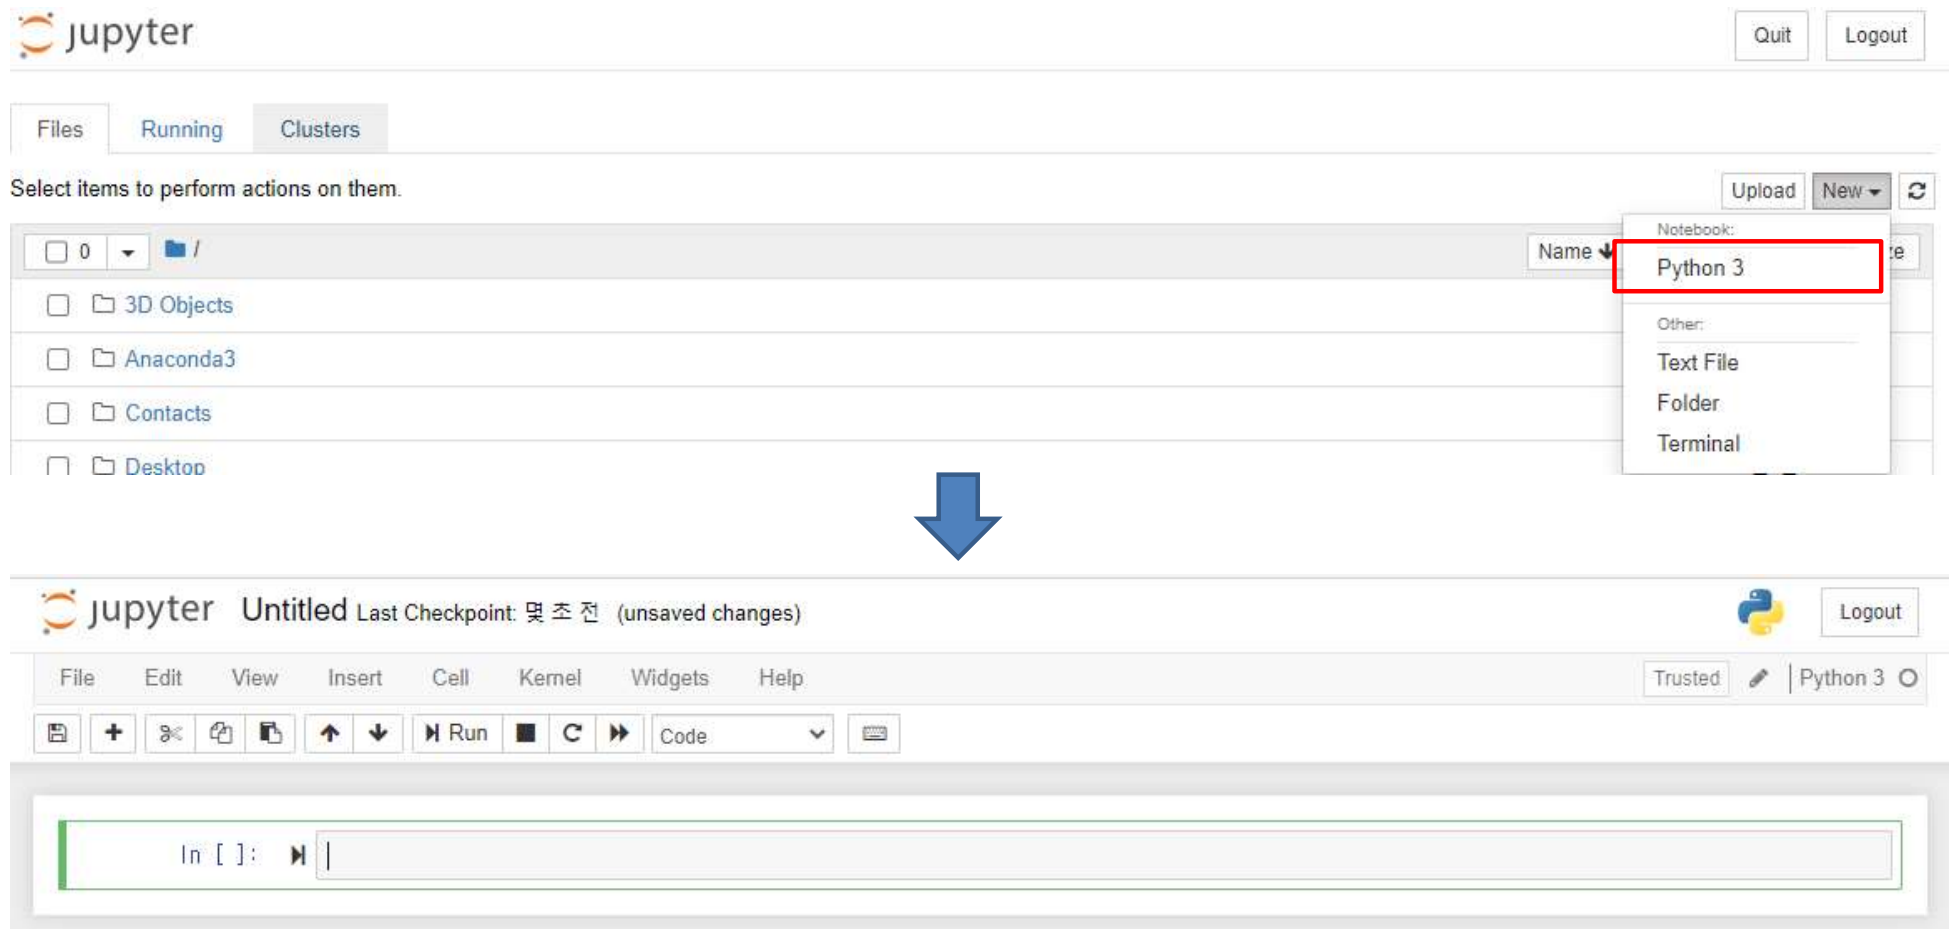 jupyter
Quit Logout
Files Running Clusters
Select items to perform actions on them.
Upload New
Notebook:
0 / Name
Python 3
3D Objects
Other:
Anaconda3
Text File
Contacts
Folder
Terminal
Desktop
jupyter Untitled Last Checkpoint: 몇 초 전 (unsaved changes) Logout
File Edit View Insert Cell Kernel Widgets Help Trusted Python 3
Run Code
In [ ]: